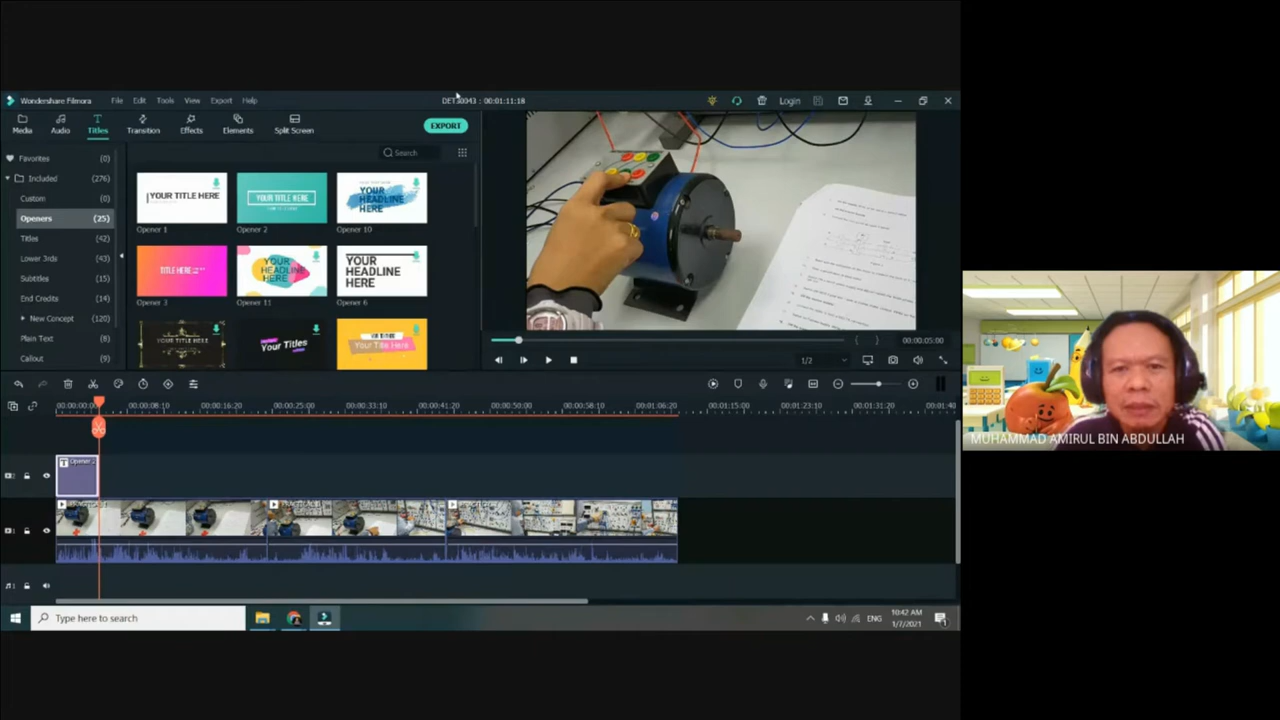 Wondershare Filmora File Edit Tools View Export Help
00:01:11:18 Login
Media Audio Titles Transition Effects Elements Split Screen EXPORT
Favorites (0)
Included (276)
Custom (0)
Openers (25)
Titles (42)
Lower 3rds (43)
Subtitles (15)
End Credits (14)
New Concept (120)
Plain Text (8)
Callout (9)
Search
YOUR TITLE HERE
Opener 1
YOUR TITLE HERE
Opener 2
YOUR
HEADLINE
HERE
Opener 10
TITLE HERE
Opener 3
YOUR
HEADLINE
HERE
Opener 11
YOUR
HEADLINE
HERE
Opener 6
YOUR TITLE HERE
Your Titles
Your Title Here
1/2 00:00:05:00
00:00:00:00 00:00:08:10 00:00:16:20 00:00:25:00 00:00:33:10 00:00:41:20 00:00:50:00 00:00:58:10 00:01:06:20 00:01:15:00 00:01:23:10 00:01:31:20 00:01:40
Opener 2
MUHAMMAD AMIRUL BIN ABDULLAH
Type here to search
ENG
10:42 AM
1/7/2021